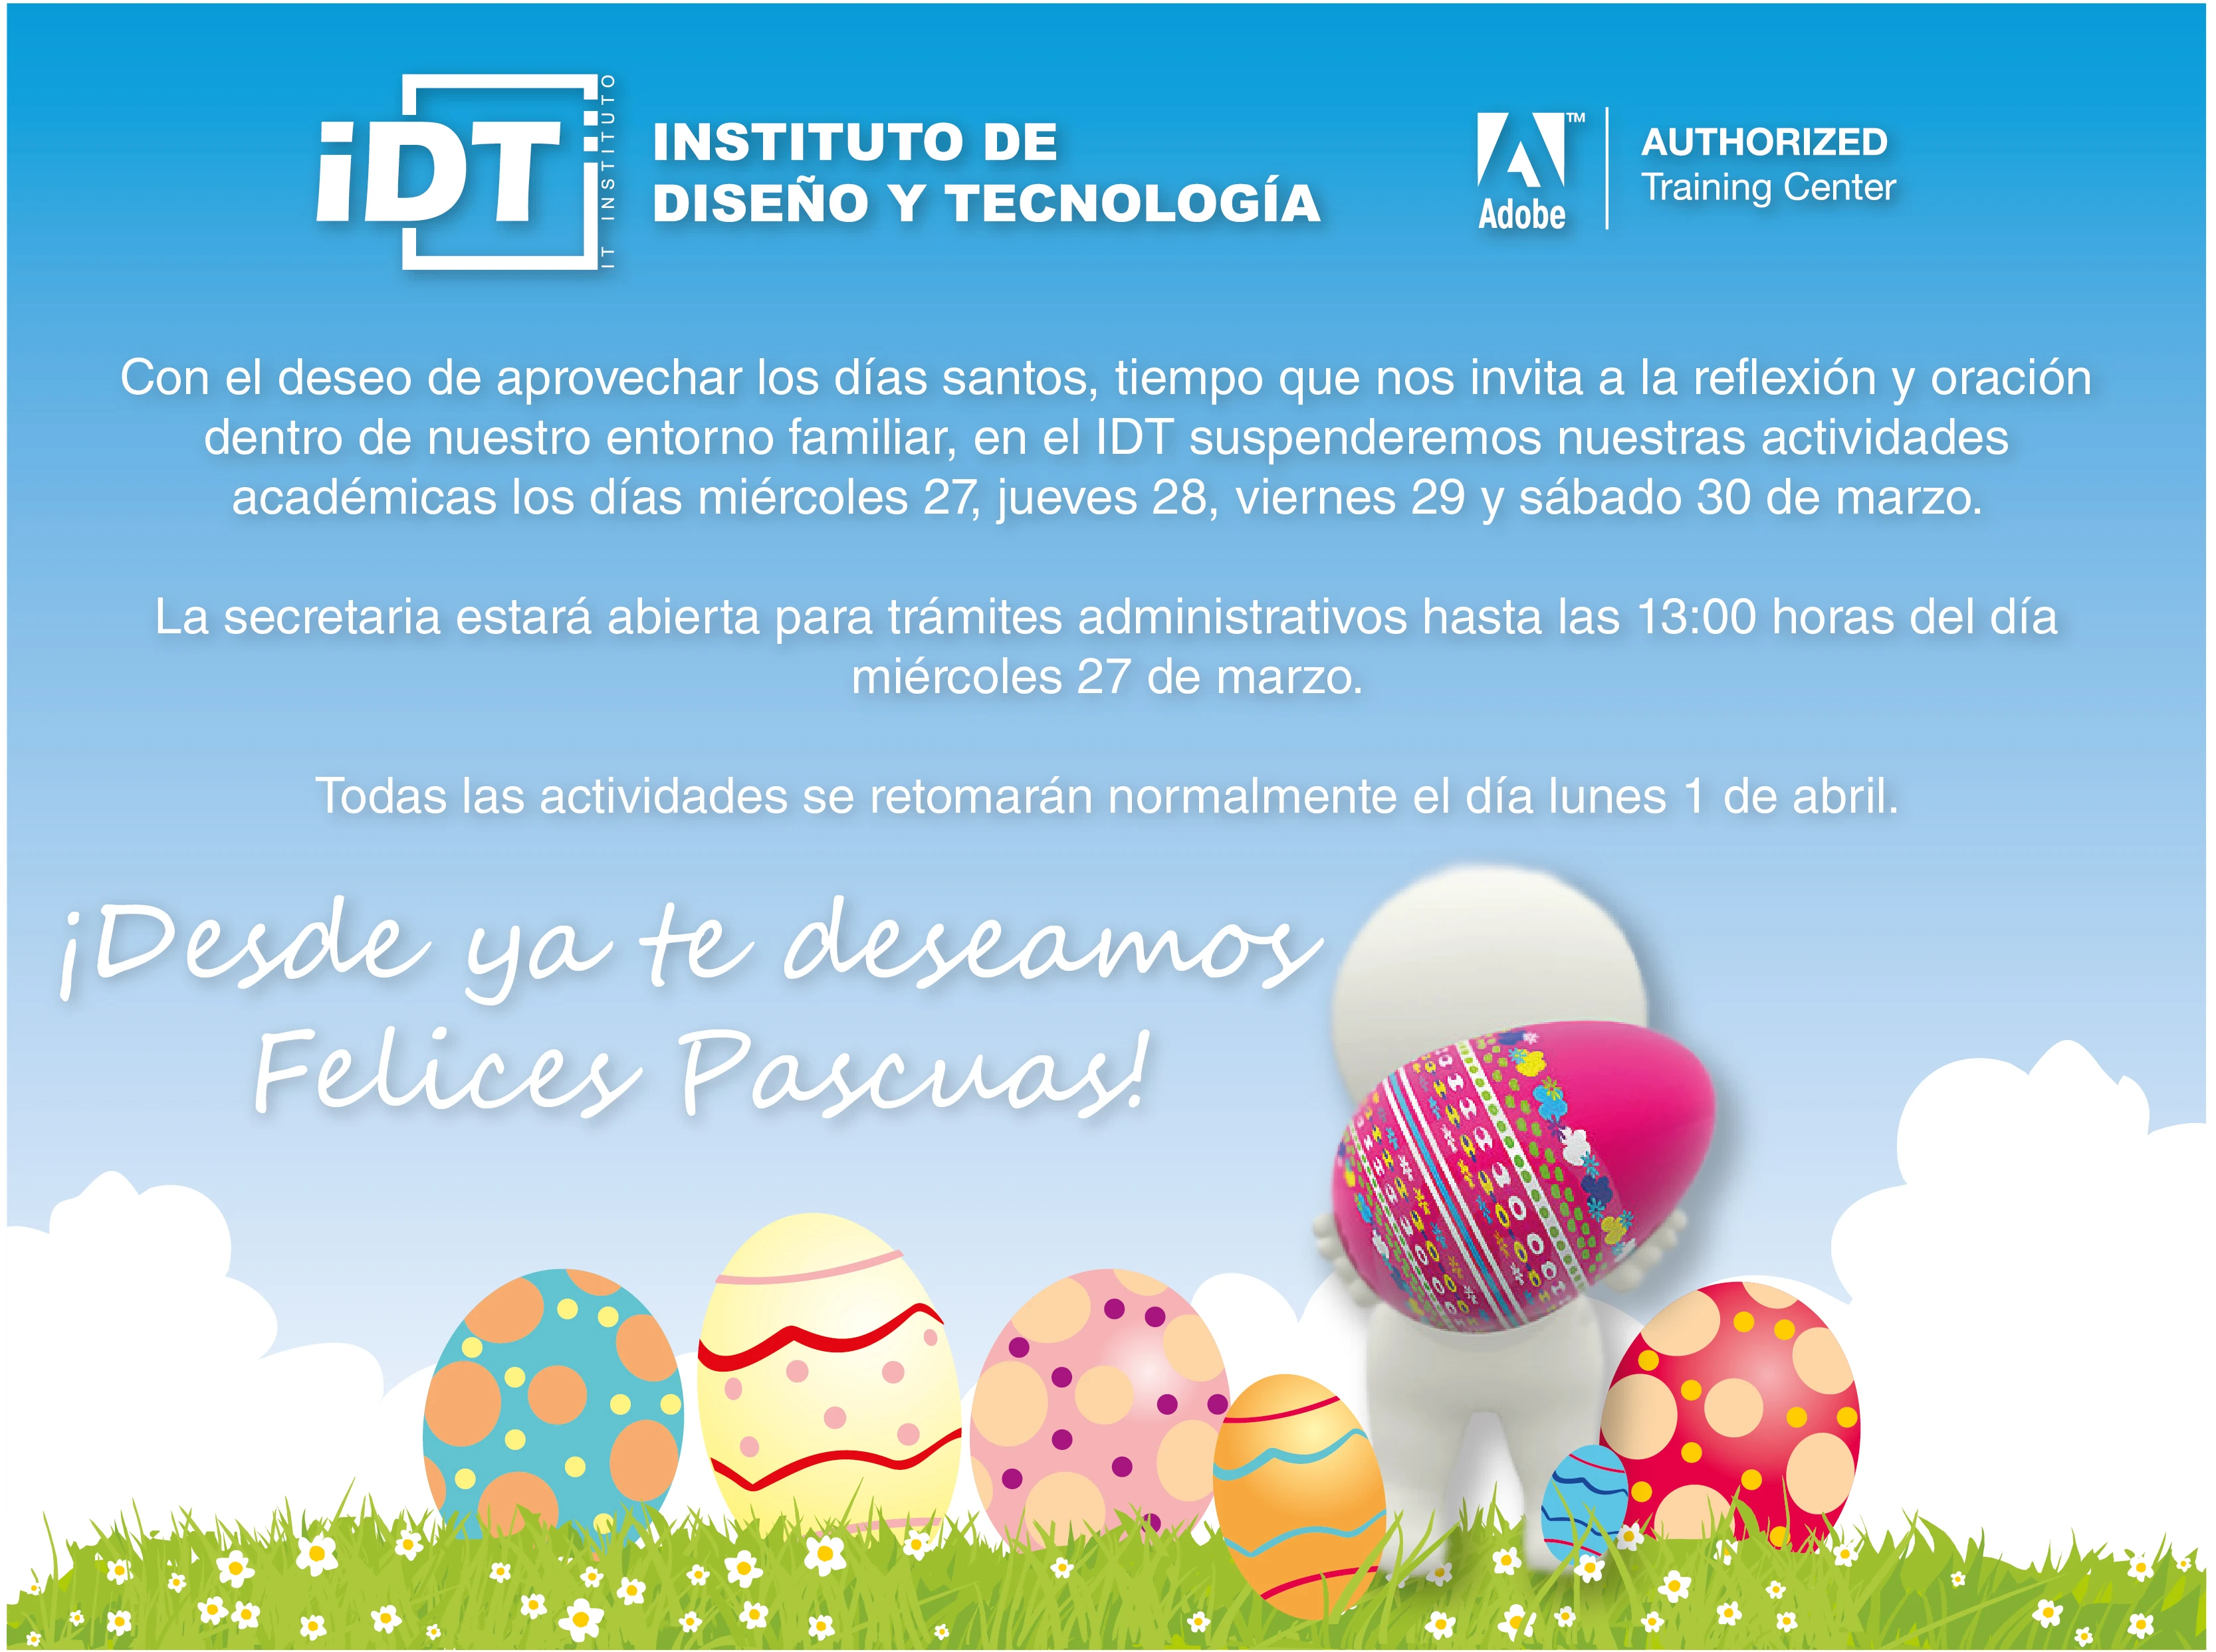 iDT
IT INSTITUTO
INSTITUTO DE
DISEÑO Y TECNOLOGÍA
Adobe™
AUTHORIZED
Training Center
Con el deseo de aprovechar los días santos, tiempo que nos invita a la reflexión y oración
dentro de nuestro entorno familiar, en el IDT suspenderemos nuestras actividades
académicas los días miércoles 27, jueves 28, viernes 29 y sábado 30 de marzo.
La secretaria estará abierta para trámites administrativos hasta las 13:00 horas del día
miércoles 27 de marzo.
Todas las actividades se retomarán normalmente el día lunes 1 de abril.
¡Desde ya te deseamos
Felices Pascuas!